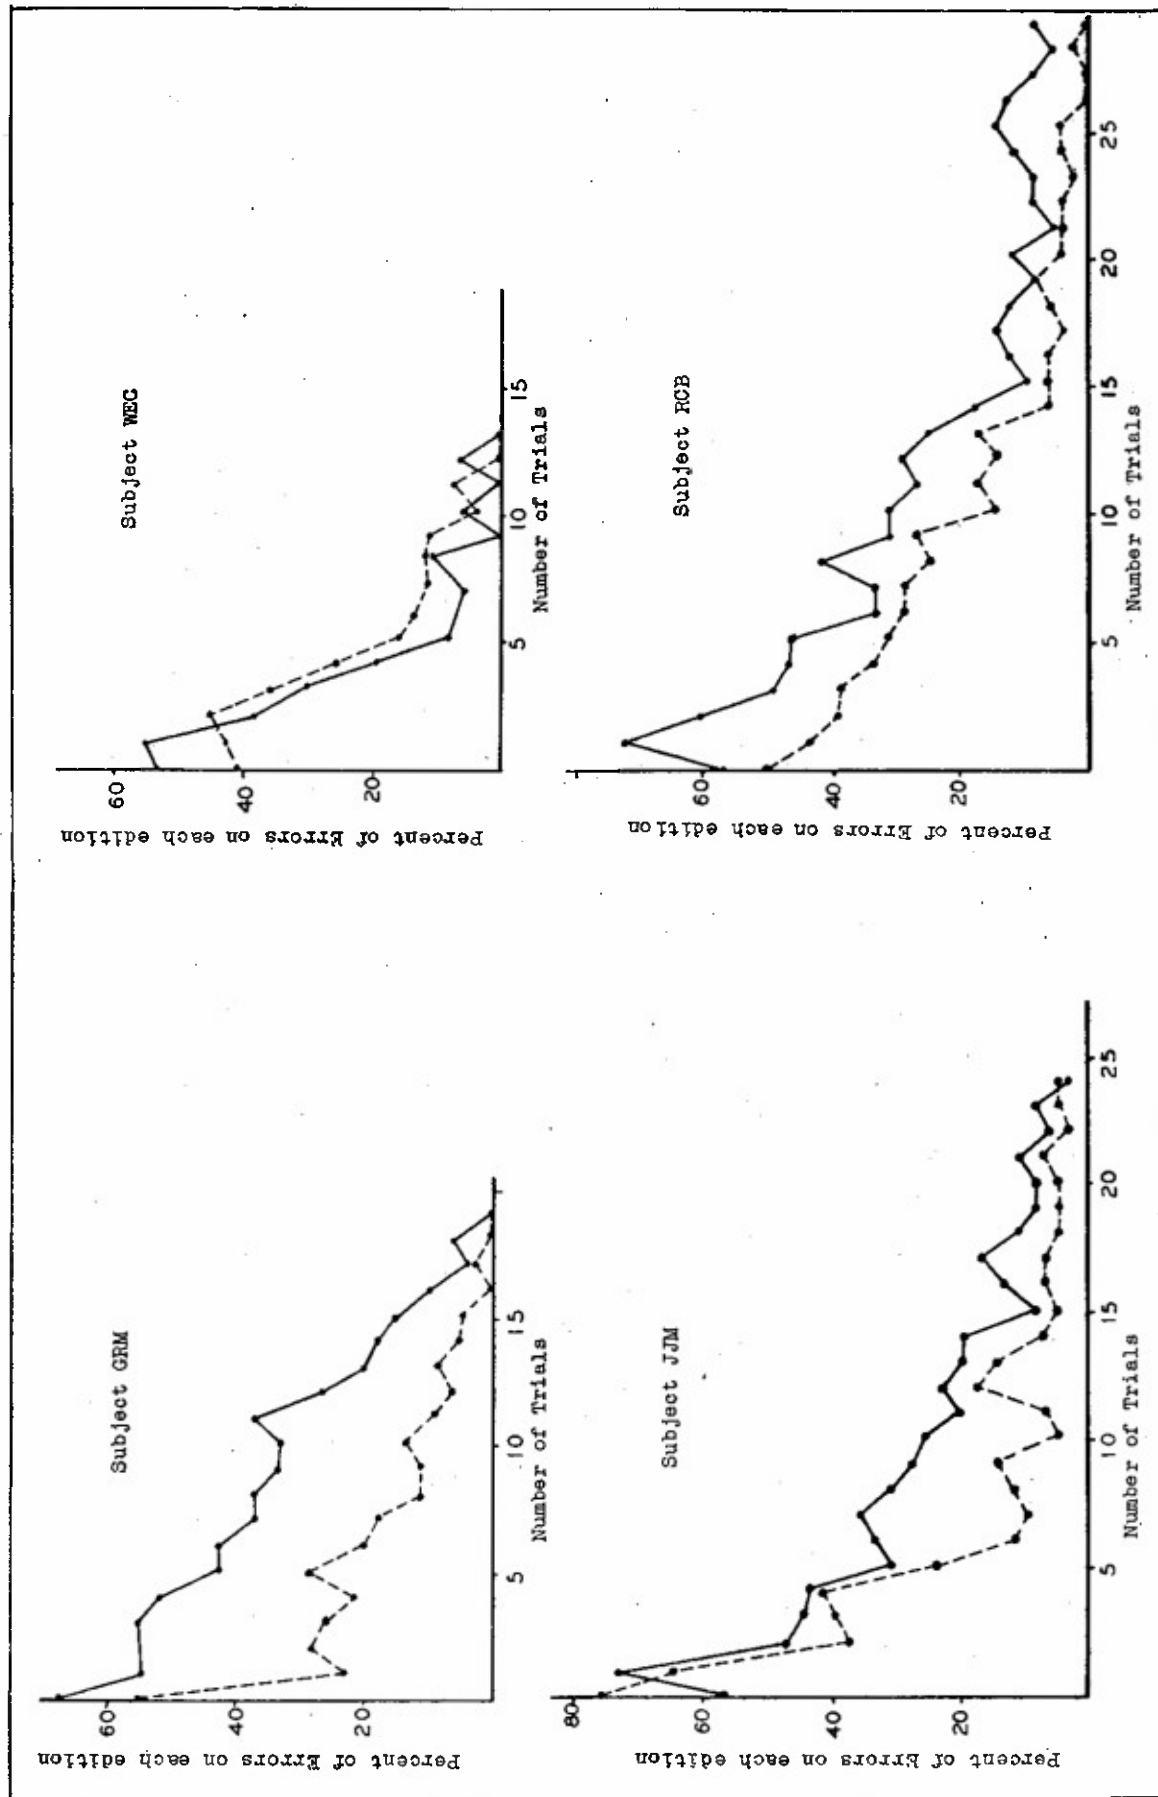 Subject GRM
Percent of Errors on each edition
60
40
20
5
10
15
Number of Trials
Subject WEC
Percent of Errors on each edition
60
40
20
5
10
15
Number of Trials
Subject JJM
Percent of Errors on each edition
80
60
40
20
5
10
15
20
25
Number of Trials
Subject RCB
Percent of Errors on each edition
60
40
20
5
10
15
20
25
Number of Trials